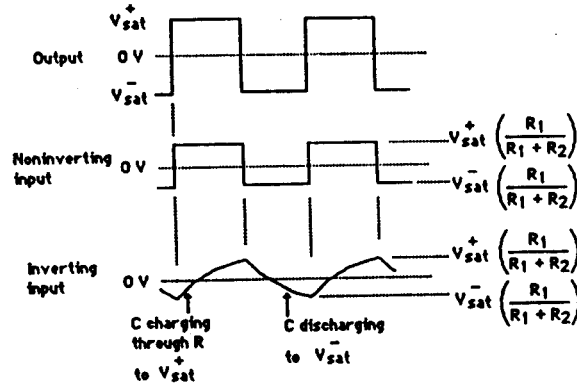 V⁺sat
Output
0 V
V⁻sat
V⁺sat (R1 / R1 + R2)
Noninverting
input
0 V
V⁻sat (R1 / R1 + R2)
V⁺sat (R1 / R1 + R2)
Inverting
input
0 V
V⁻sat (R1 / R1 + R2)
C charging
through R
to V⁺sat
C discharging
to V⁻sat